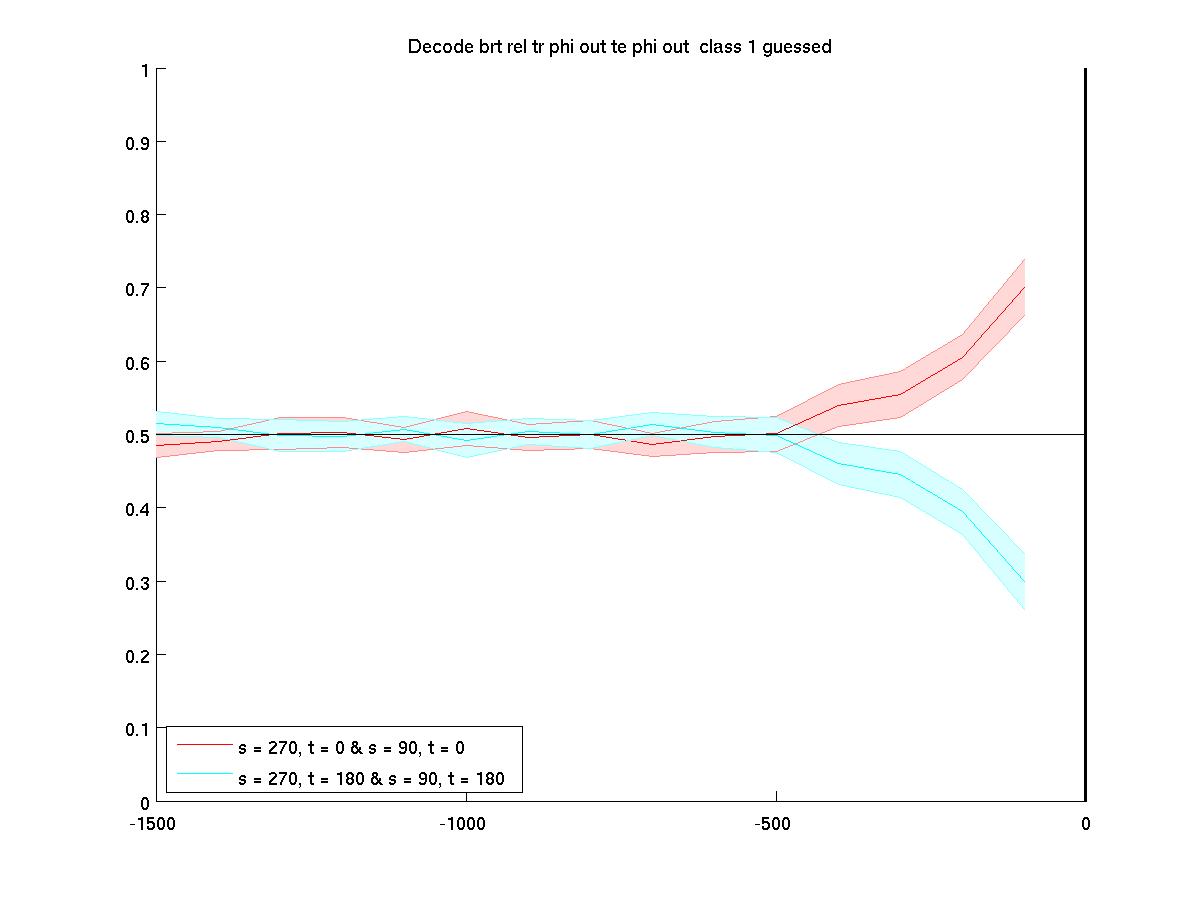 Decode brt rel tr phi out te phi out  class 1 guessed
1
0.9
0.8
0.7
0.6
0.5
0.4
0.3
0.2
0.1
0
s = 270, t = 0 & s = 90, t = 0
s = 270, t = 180 & s = 90, t = 180
-1500 -1000 -500 0